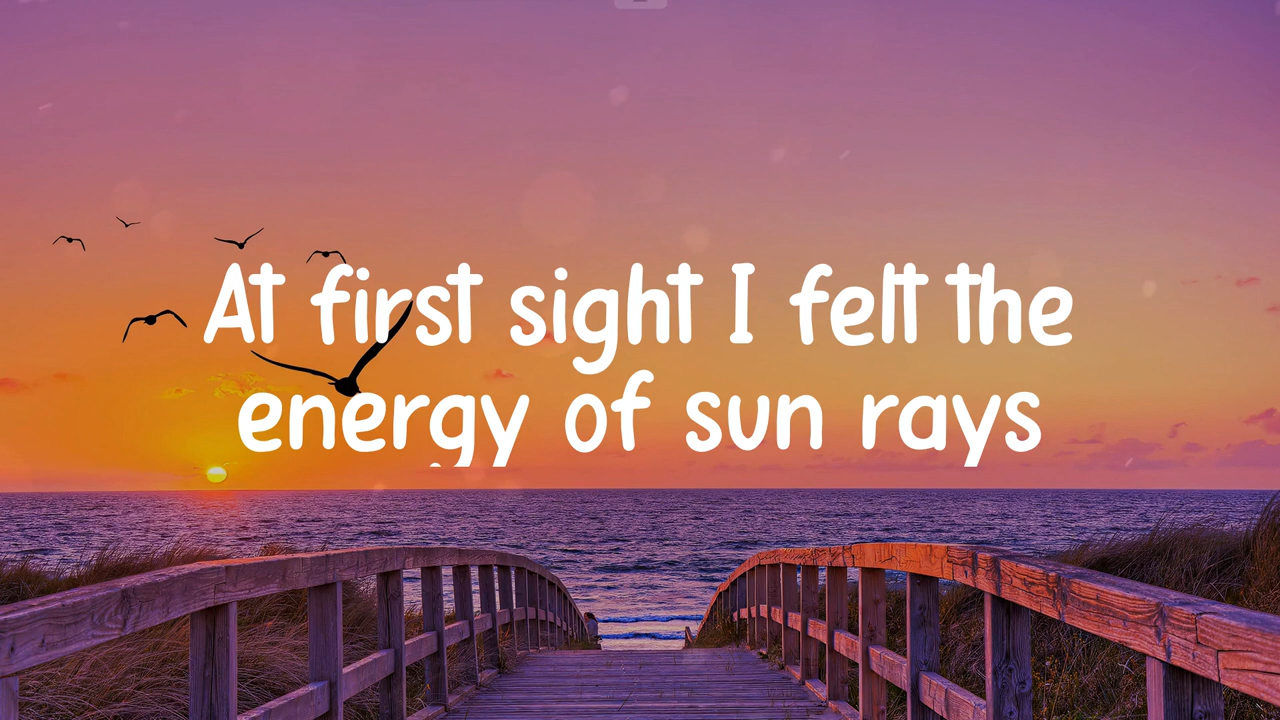 At first sight I felt the
energy of sun rays